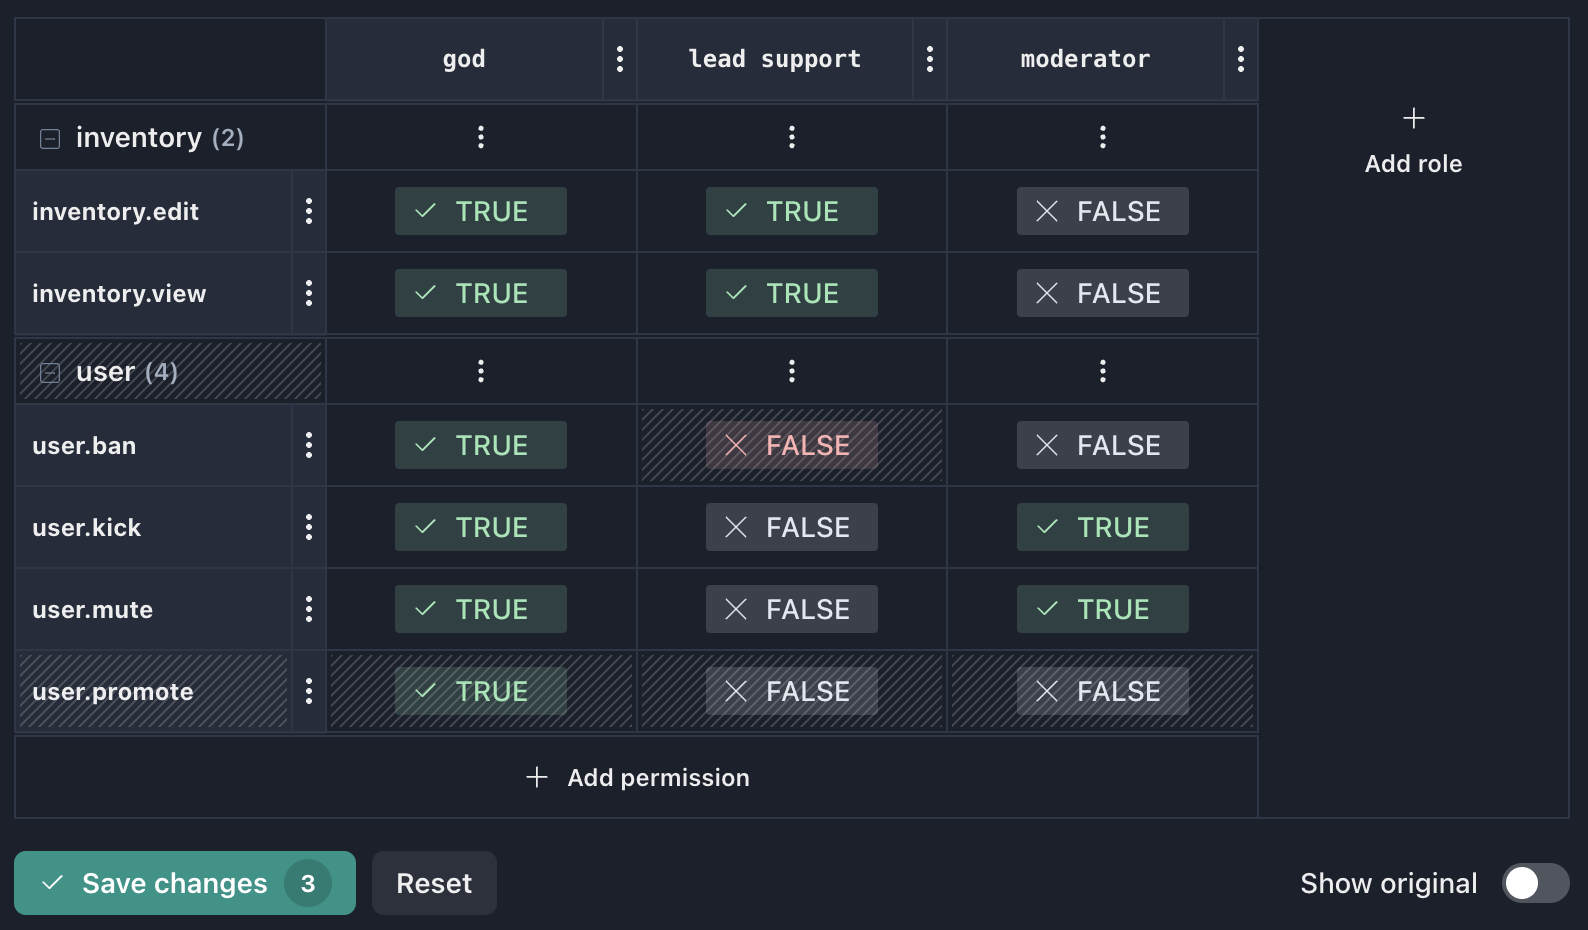 god lead support moderator
inventory (2)
Add role
inventory.edit TRUE TRUE FALSE
inventory.view TRUE TRUE FALSE
user (4)
user.ban TRUE FALSE FALSE
user.kick TRUE FALSE TRUE
user.mute TRUE FALSE TRUE
user.promote TRUE FALSE FALSE
Add permission
Save changes 3 Reset Show original